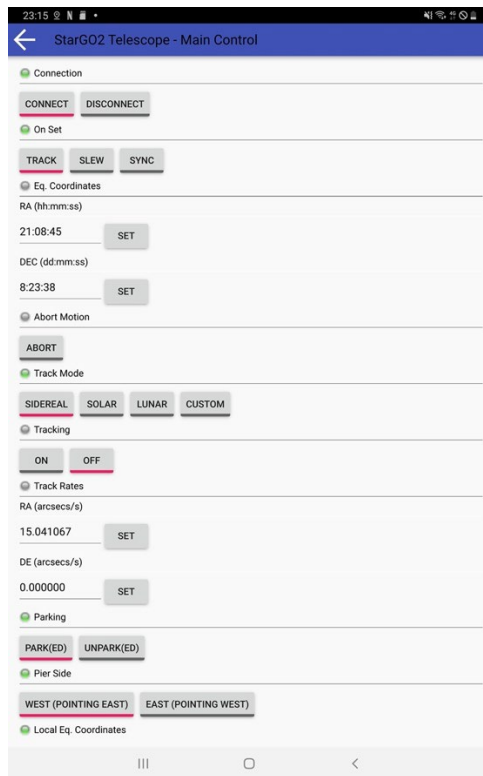 23:15
StarGO2 Telescope - Main Control
Connection
CONNECT DISCONNECT
On Set
TRACK SLEW SYNC
Eq. Coordinates
RA (hh:mm:ss)
21:08:45 SET
DEC (dd:mm:ss)
8:23:38 SET
Abort Motion
ABORT
Track Mode
SIDEREAL SOLAR LUNAR CUSTOM
Tracking
ON OFF
Track Rates
RA (arcsecs/s)
15.041067 SET
DE (arcsecs/s)
0.000000 SET
Parking
PARK(ED) UNPARK(ED)
Pier Side
WEST (POINTING EAST) EAST (POINTING WEST)
Local Eq. Coordinates